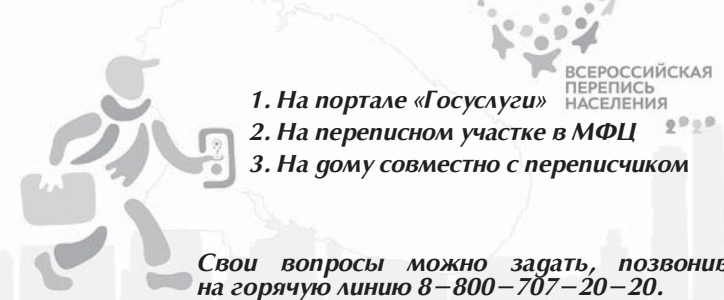 ВСЕРОССИЙСКАЯ
ПЕРЕПИСЬ
НАСЕЛЕНИЯ
2020
1. На портале «Госуслуги»
2. На переписном участке в МФЦ
3. На дому совместно с переписчиком
Свои вопросы можно задать, позвонив
на горячую линию 8–800–707–20–20.